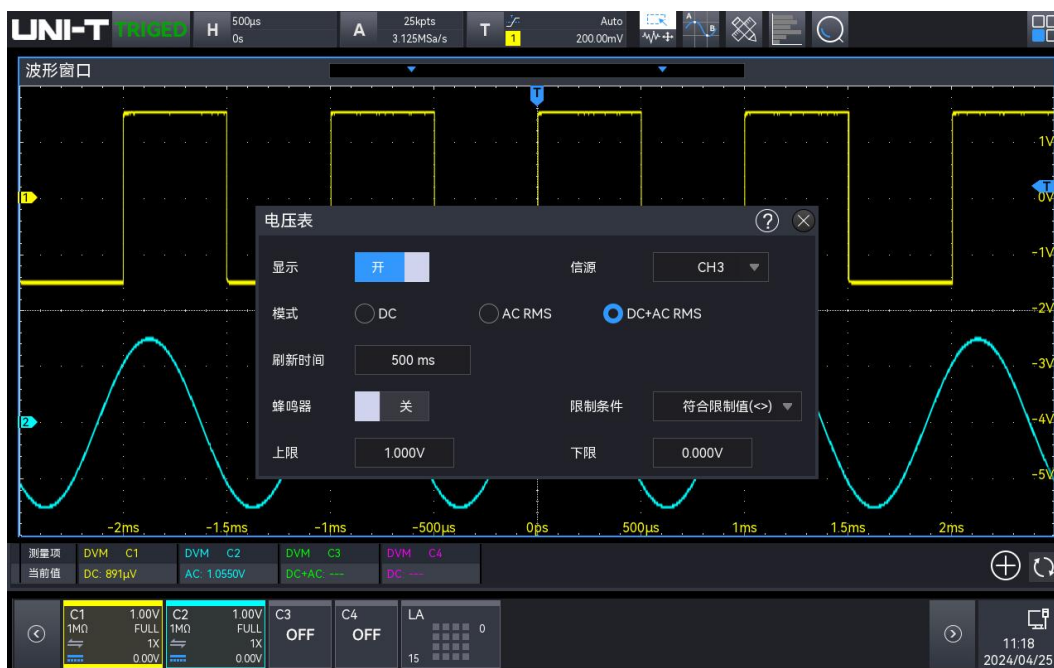 UNI-T TRIGED H 500μs 0s A 25kpts 3.125MSa/s T 1 Auto 200.00mV A B
波形窗口
T
1V
1 T 0V
电压表 ?
显示 开 信源 CH3
-1V
模式 DC AC RMS DC+AC RMS
-2V
刷新时间 500 ms
-3V
蜂鸣器 关 限制条件 符合限制值(<>)
2 -4V
上限 1.000V 下限 0.000V
-5V
-2ms -1.5ms -1ms -500μs 0ps 500μs 1ms 1.5ms 2ms
测量项 DVM C1 DVM C2 DVM C3 DVM C4
当前值 DC: 891μV AC: 1.0550V DC+AC: --- DC: ---
C1 1.00V C2 1.00V C3 C4 LA
1MΩ FULL 1MΩ FULL OFF OFF 0
1X 1X
0.00V 0.00V 15
11:18
2024/04/25